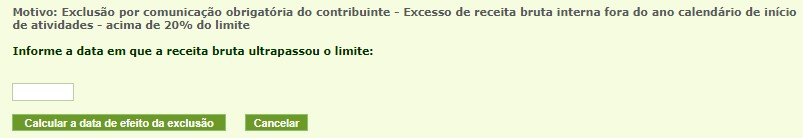 Motivo: Exclusão por comunicação obrigatória do contribuinte - Excesso de receita bruta interna fora do ano calendário de início
de atividades - acima de 20% do limite
Informe a data em que a receita bruta ultrapassou o limite:
Calcular a data de efeito da exclusão Cancelar